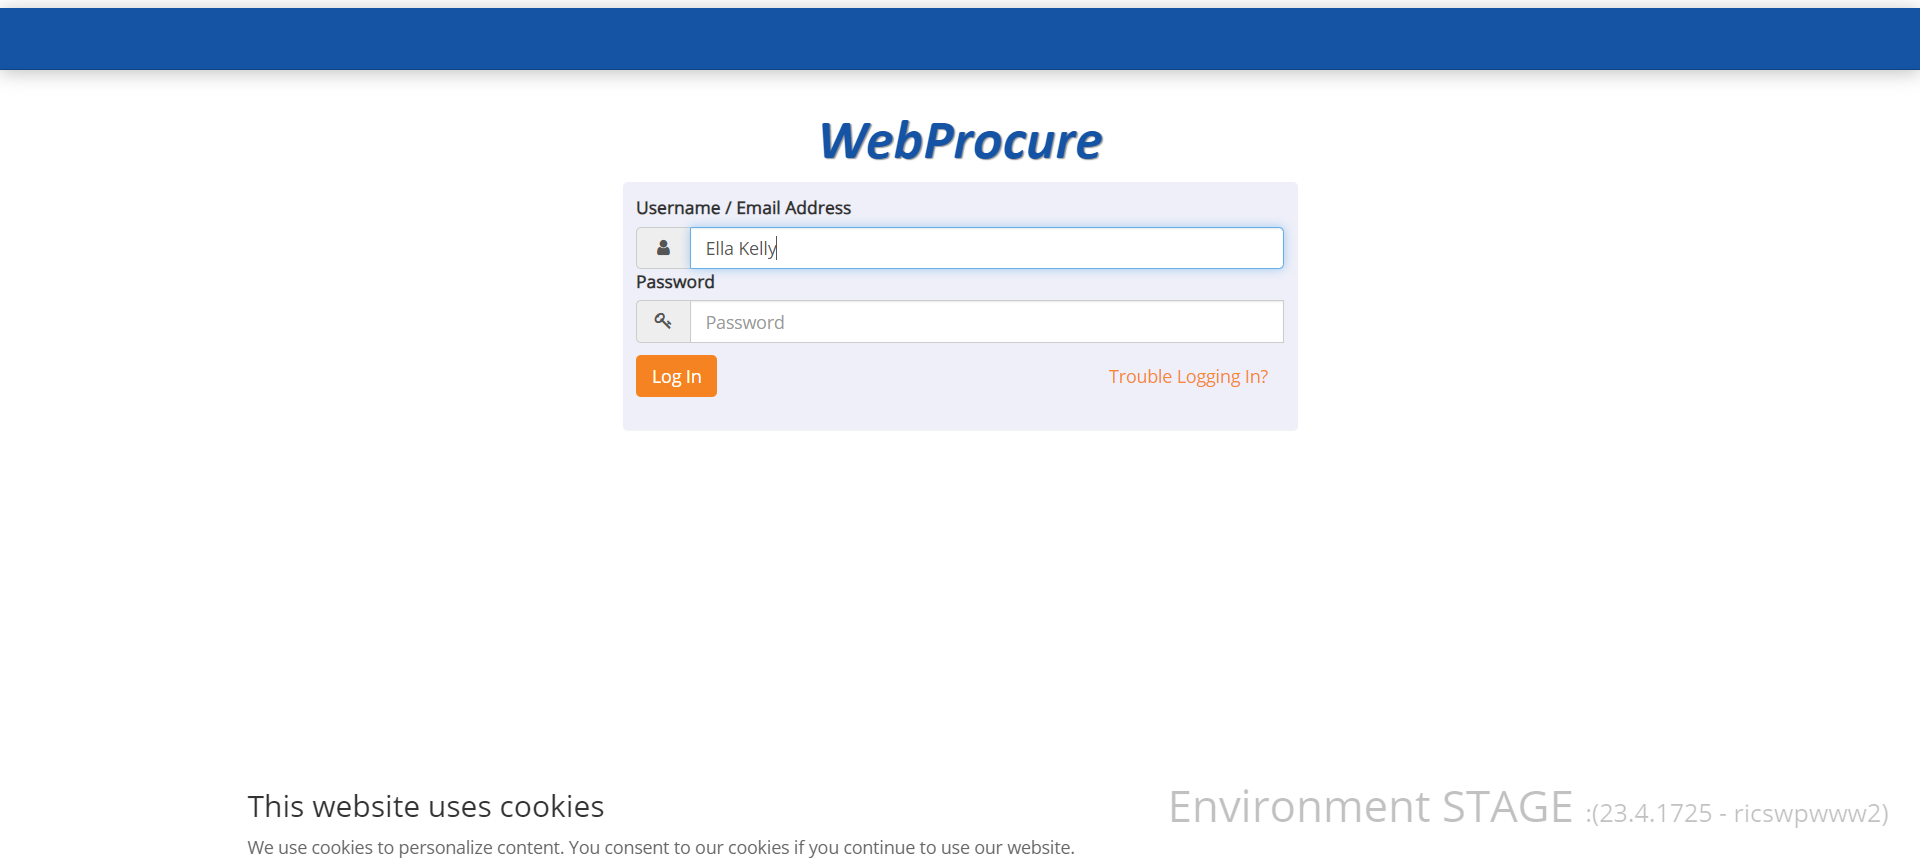 WebProcure
Username / Email Address
Ella Kelly
Password
Password
Log In
Trouble Logging In?
This website uses cookies
We use cookies to personalize content. You consent to our cookies if you continue to use our website.
Environment STAGE :(23.4.1725 - ricswpwww2)